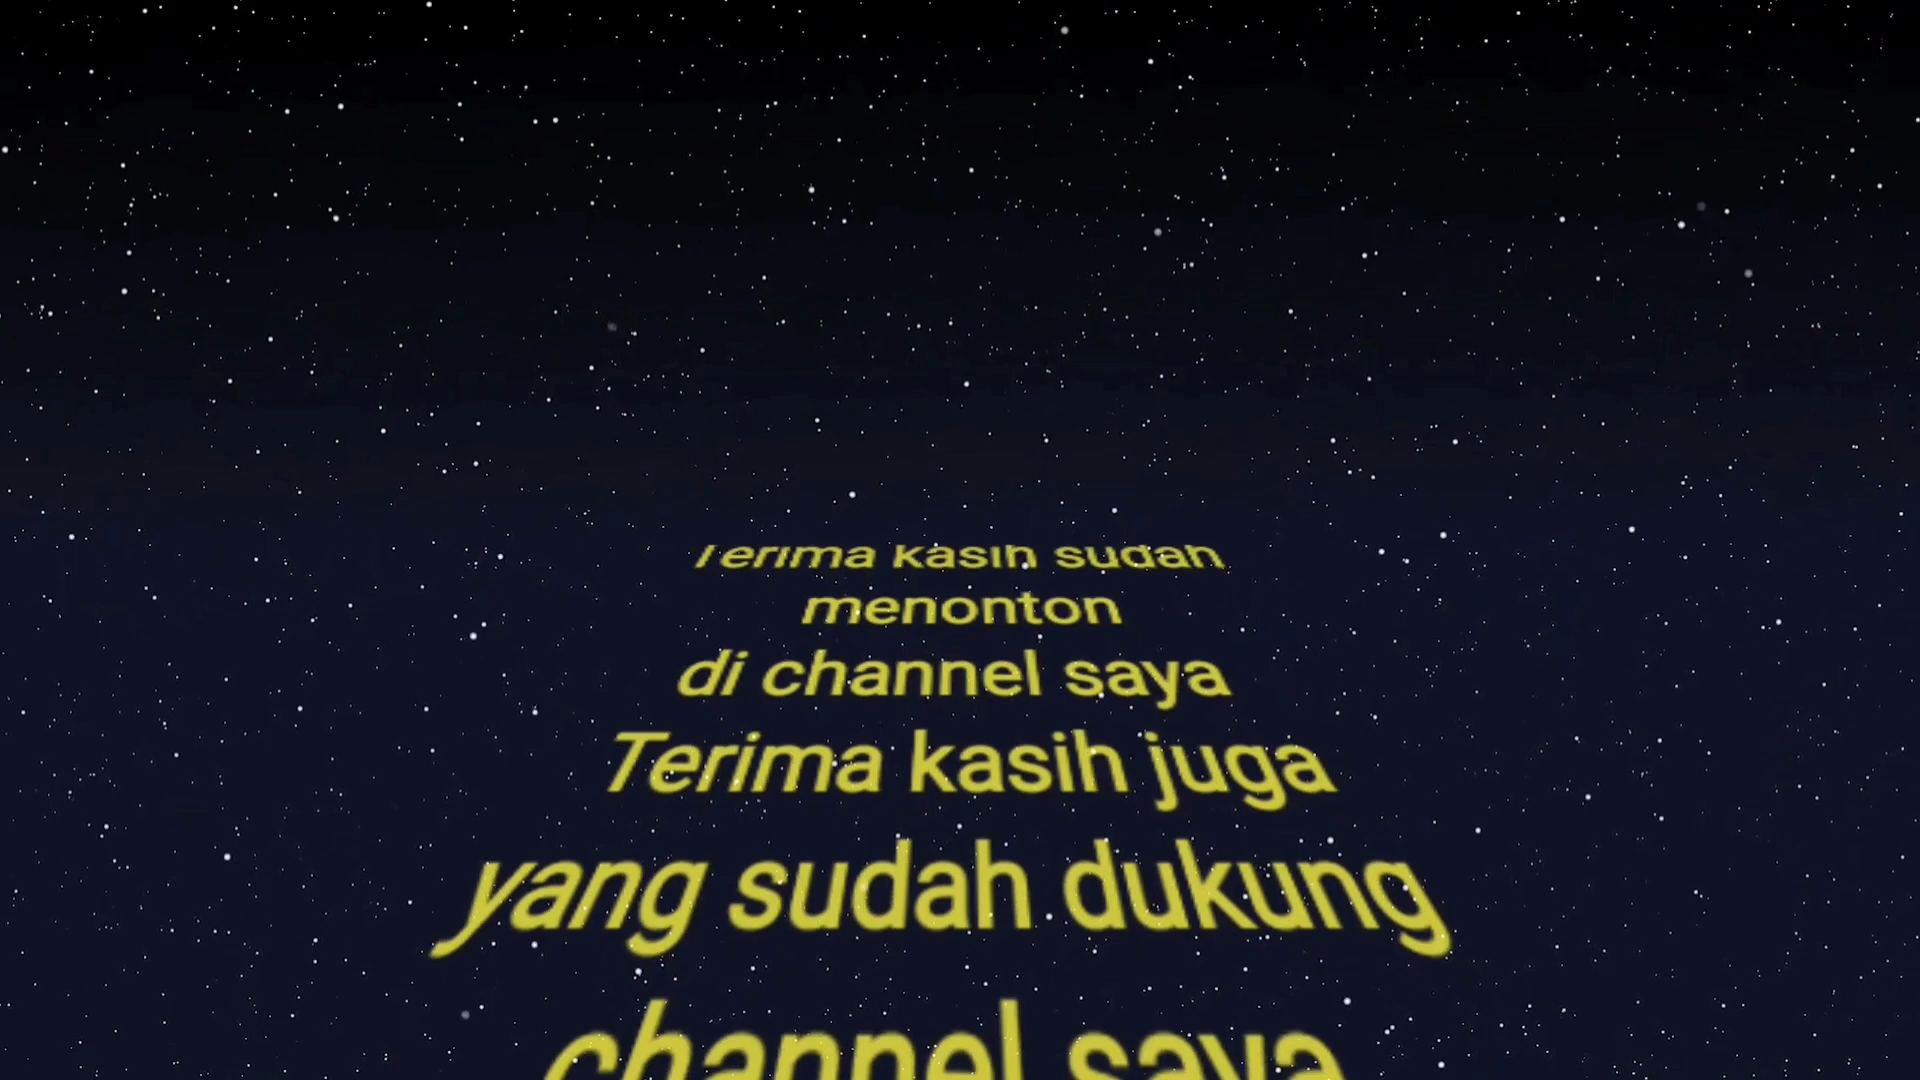 Terima kasih sudah
menonton
di channel saya
Terima kasih juga
yang sudah dukung
channel saya